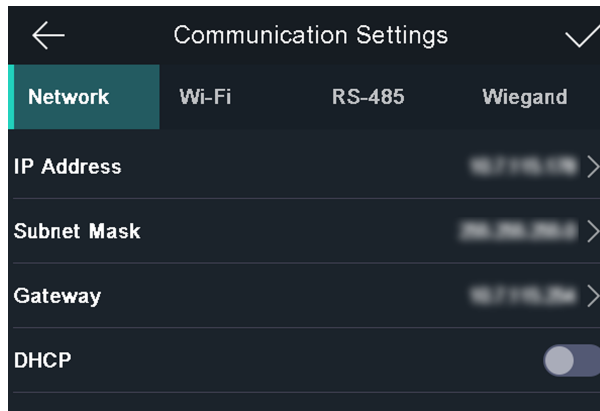 Communication Settings
Network Wi-Fi RS-485 Wiegand
IP Address
Subnet Mask
Gateway
DHCP